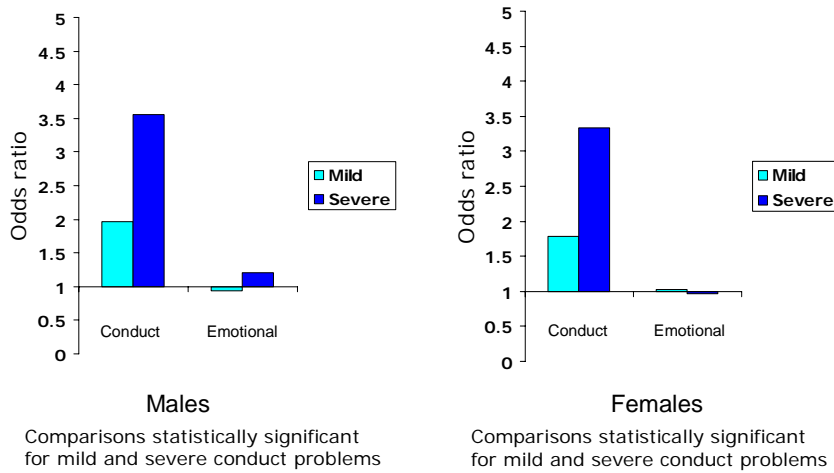 5
4.5
4
3.5
3
2.5
2
1.5
1
0.5
0
Odds ratio
Conduct Emotional
Mild
Severe
Males
Comparisons statistically significant
for mild and severe conduct problems
5
4.5
4
3.5
3
2.5
2
1.5
1
0.5
0
Odds ratio
Conduct Emotional
Mild
Severe
Females
Comparisons statistically significant
for mild and severe conduct problems